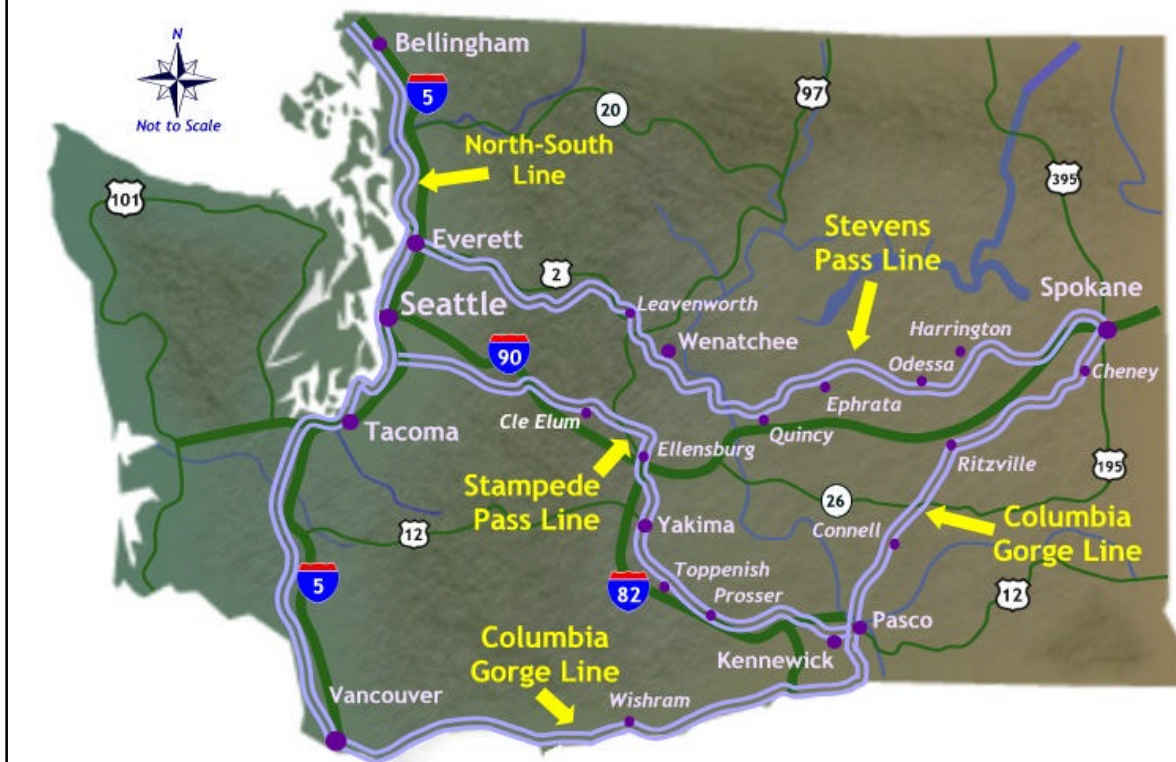 N
Not to Scale
Bellingham
5
20
97
North-South
Line
101
395
Everett
2
Stevens
Pass Line
Spokane
Seattle
Leavenworth
Harrington
Wenatchee
90
Odessa
Cheney
Ephrata
Cle Elum
Quincy
Tacoma
Ellensburg
Ritzville
195
Stampede
Pass Line
26
Columbia
Gorge Line
12
Yakima
Connell
5
82
Toppenish
Prosser
12
Pasco
Columbia
Gorge Line
Kennewick
Vancouver
Wishram